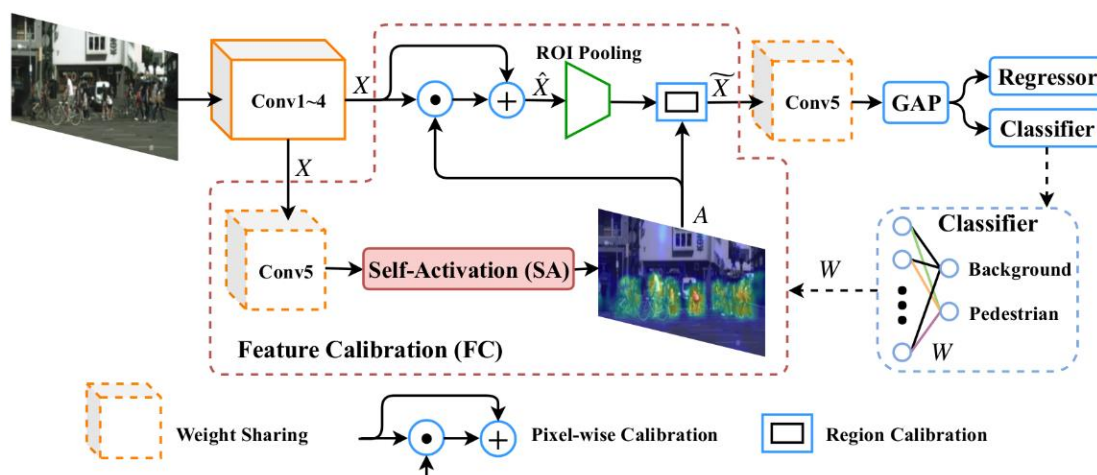 ROI Pooling
Conv1~4
X
X̂
X̃
Conv5
GAP
Regressor
Classifier
X
A
Conv5
Self-Activation (SA)
W
Classifier
Background
Pedestrian
W
Feature Calibration (FC)
Weight Sharing
Pixel-wise Calibration
Region Calibration